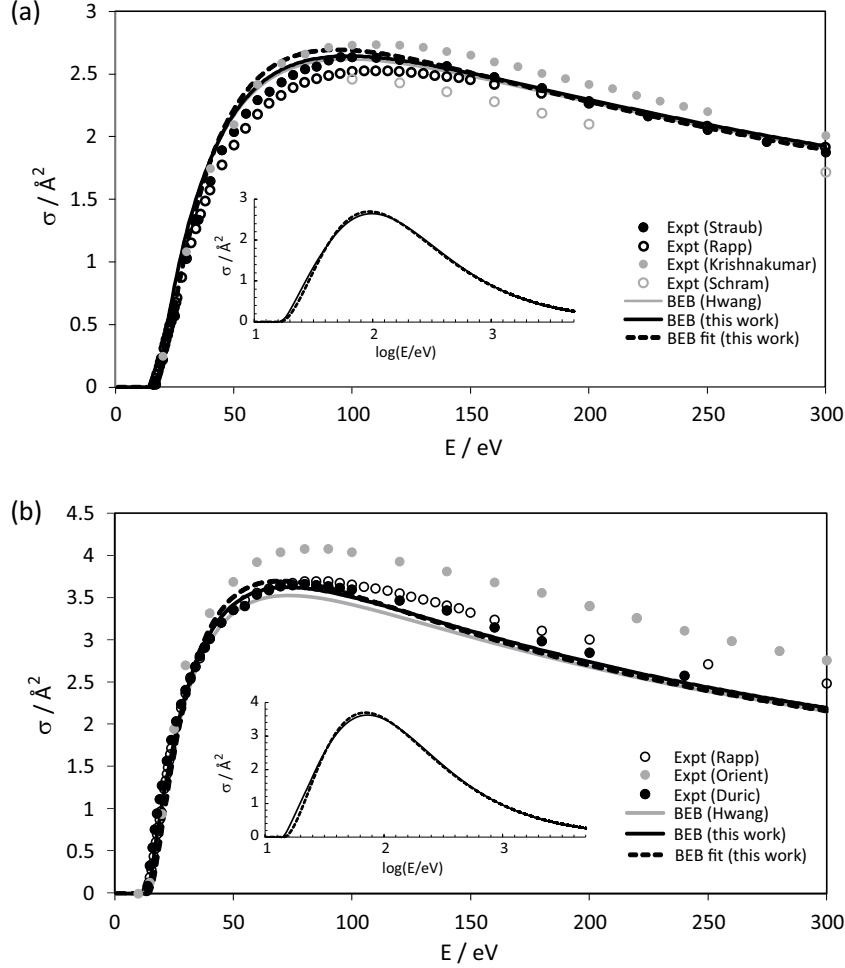 (a)
3
2.5
2
1.5
1
0.5
0
σ / Å²
0 50 100 150 200 250 300
E / eV
3
2
1
0
σ / Å²
1 2 3
log(E/eV)
Expt (Straub)
Expt (Rapp)
Expt (Krishnakumar)
Expt (Schram)
BEB (Hwang)
BEB (this work)
BEB fit (this work)
(b)
4.5
4
3.5
3
2.5
2
1.5
1
0.5
0
σ / Å²
0 50 100 150 200 250 300
E / eV
4
3
2
1
0
σ / Å²
1 2 3
log(E/eV)
Expt (Rapp)
Expt (Orient)
Expt (Duric)
BEB (Hwang)
BEB (this work)
BEB fit (this work)